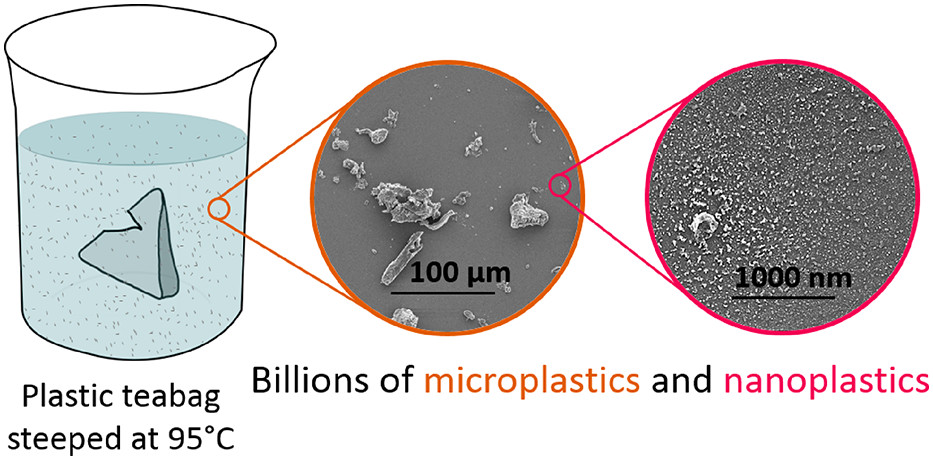 100 µm
1000 nm
Plastic teabag
steeped at 95°C
Billions of microplastics and nanoplastics